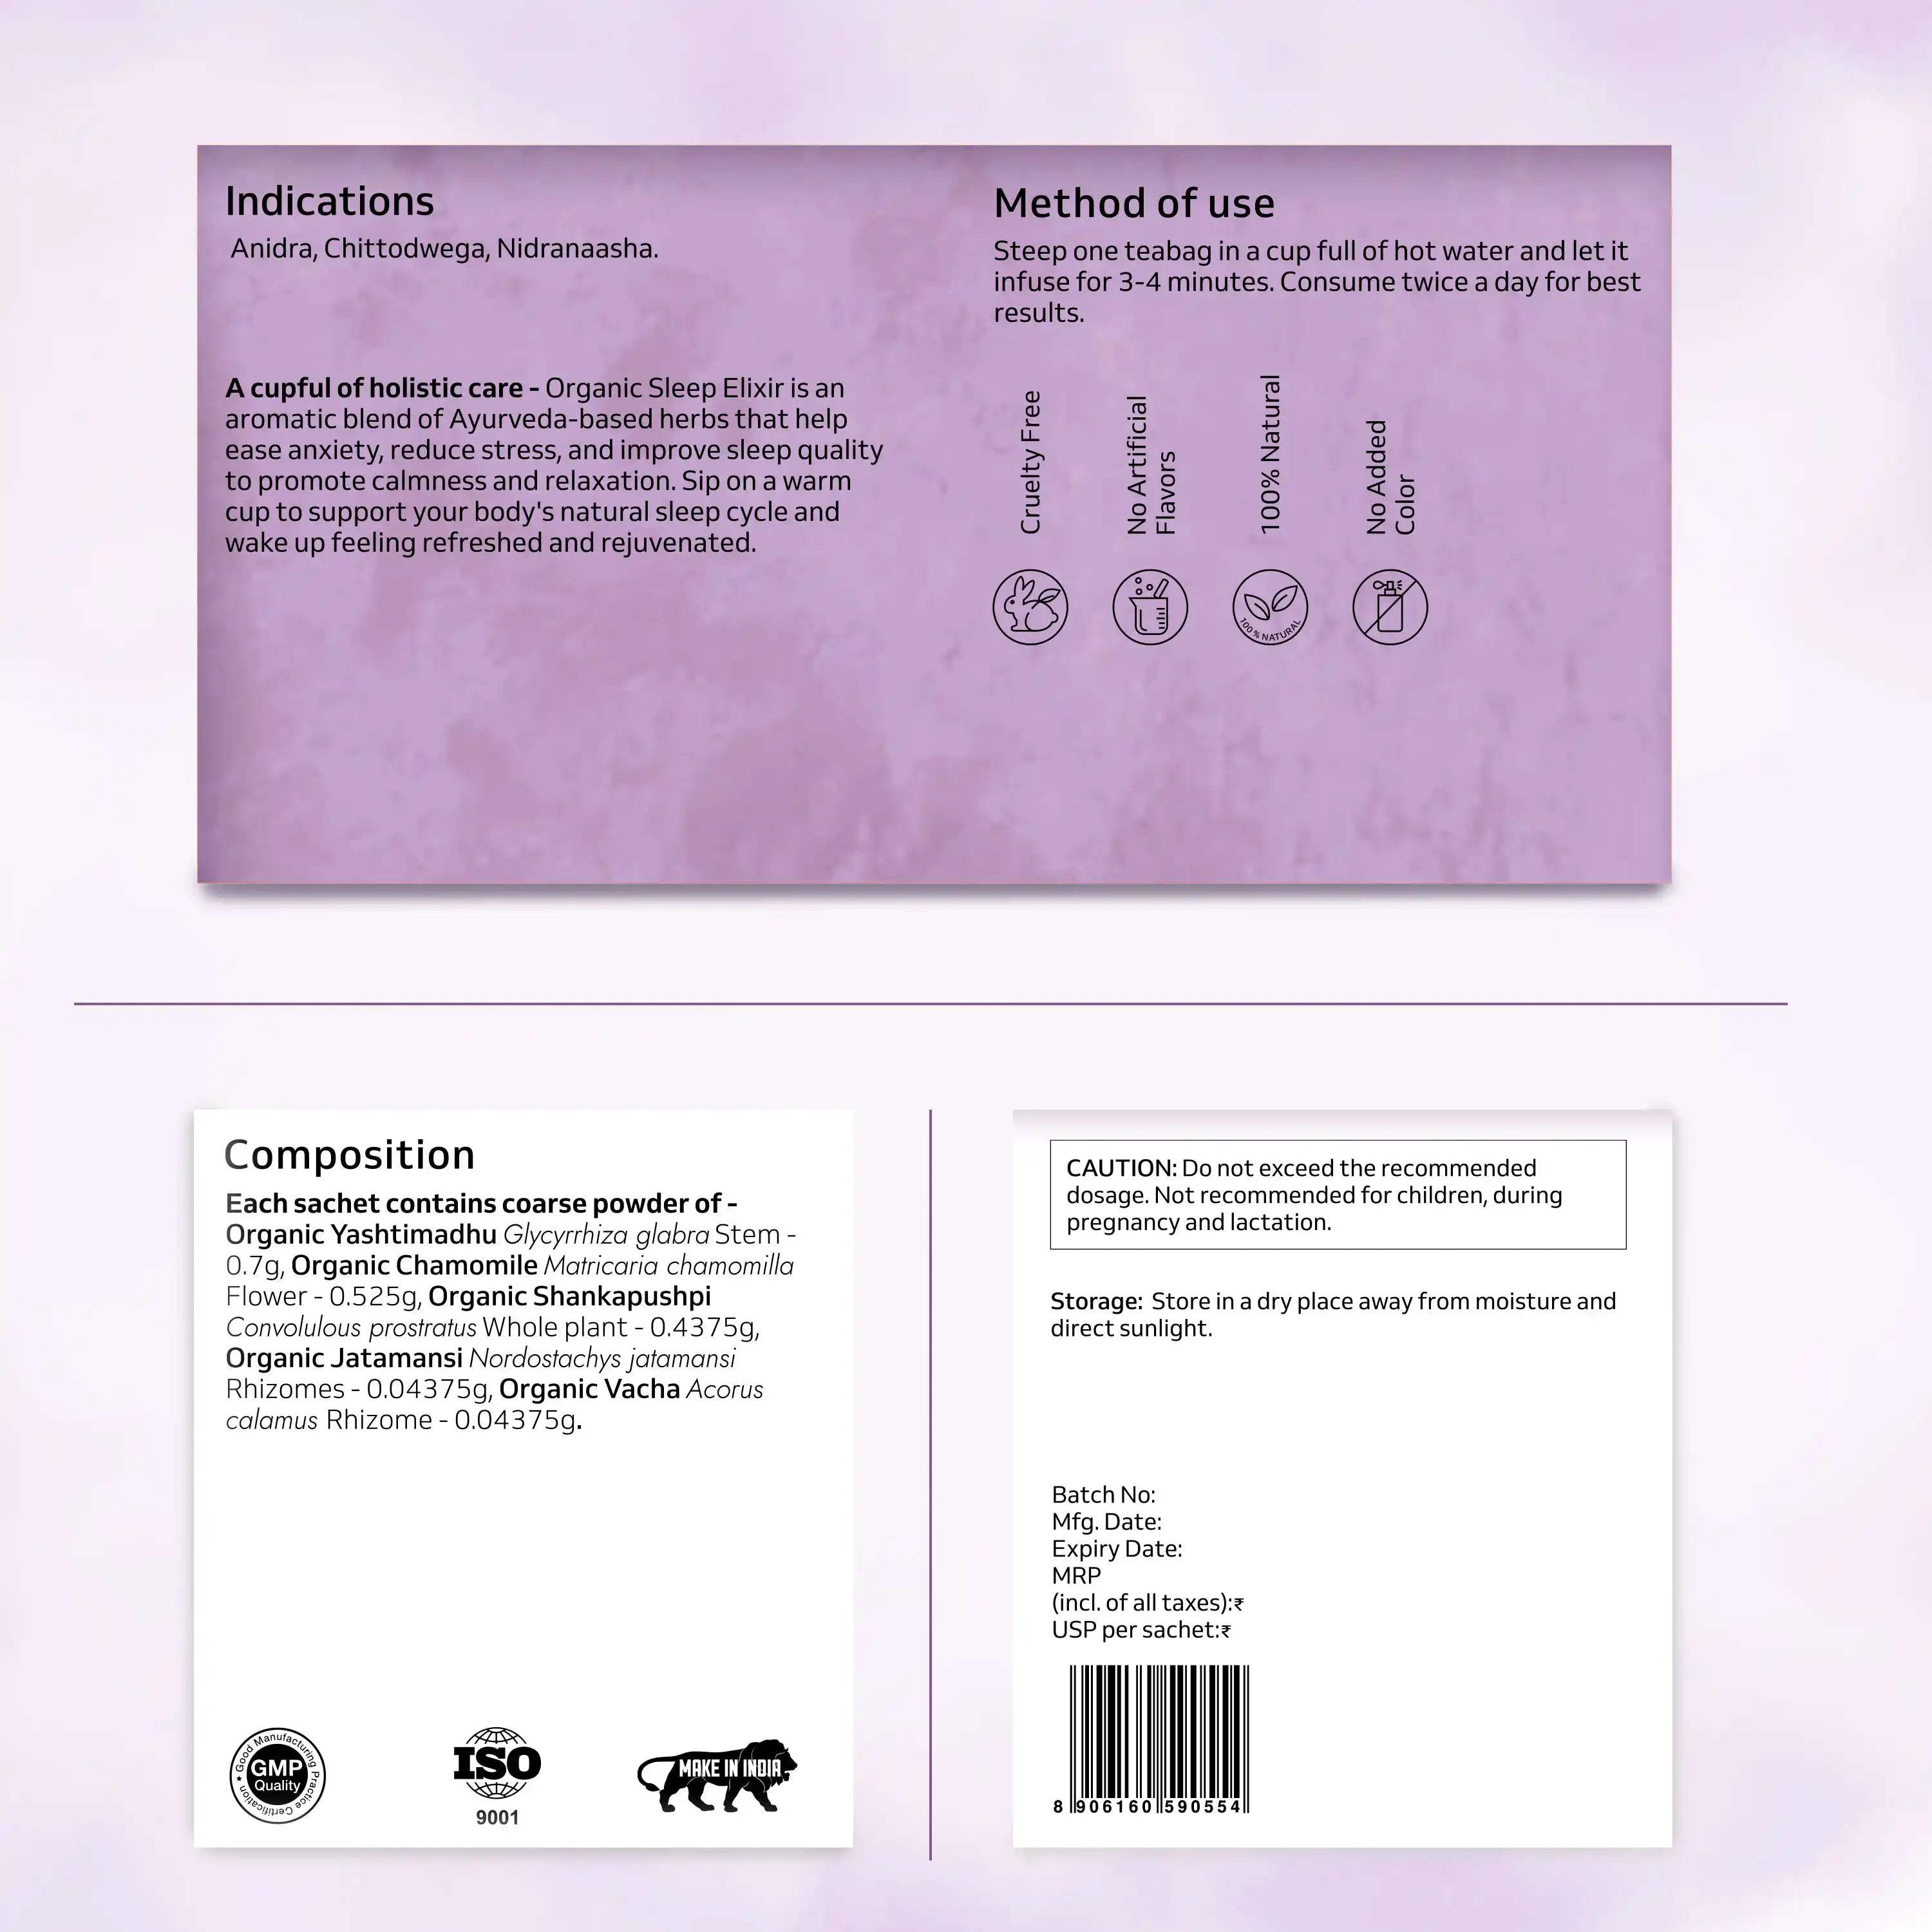 Indications
Anidra, Chittodwega, Nidranaasha.
A cupful of holistic care - Organic Sleep Elixir is an
aromatic blend of Ayurveda-based herbs that help
ease anxiety, reduce stress, and improve sleep quality
to promote calmness and relaxation. Sip on a warm
cup to support your body's natural sleep cycle and
wake up feeling refreshed and rejuvenated.
Method of use
Steep one teabag in a cup full of hot water and let it
infuse for 3-4 minutes. Consume twice a day for best
results.
Cruelty Free
No Artificial
Flavors
100% Natural
No Added
Color
100% NATURAL
Composition
Each sachet contains coarse powder of -
Organic Yashtimadhu Glycyrrhiza glabra Stem -
0.7g, Organic Chamomile Matricaria chamomilla
Flower - 0.525g, Organic Shankapushpi
Convolulous prostratus Whole plant - 0.4375g,
Organic Jatamansi Nordostachys jatamansi
Rhizomes - 0.04375g, Organic Vacha Acorus
calamus Rhizome - 0.04375g.
Good Manufacturing Practice Certification
GMP
Quality
ISO
9001
MAKE IN INDIA
CAUTION: Do not exceed the recommended
dosage. Not recommended for children, during
pregnancy and lactation.
Storage: Store in a dry place away from moisture and
direct sunlight.
Batch No:
Mfg. Date:
Expiry Date:
MRP
(incl. of all taxes):₹
USP per sachet:₹
8 906160 590554